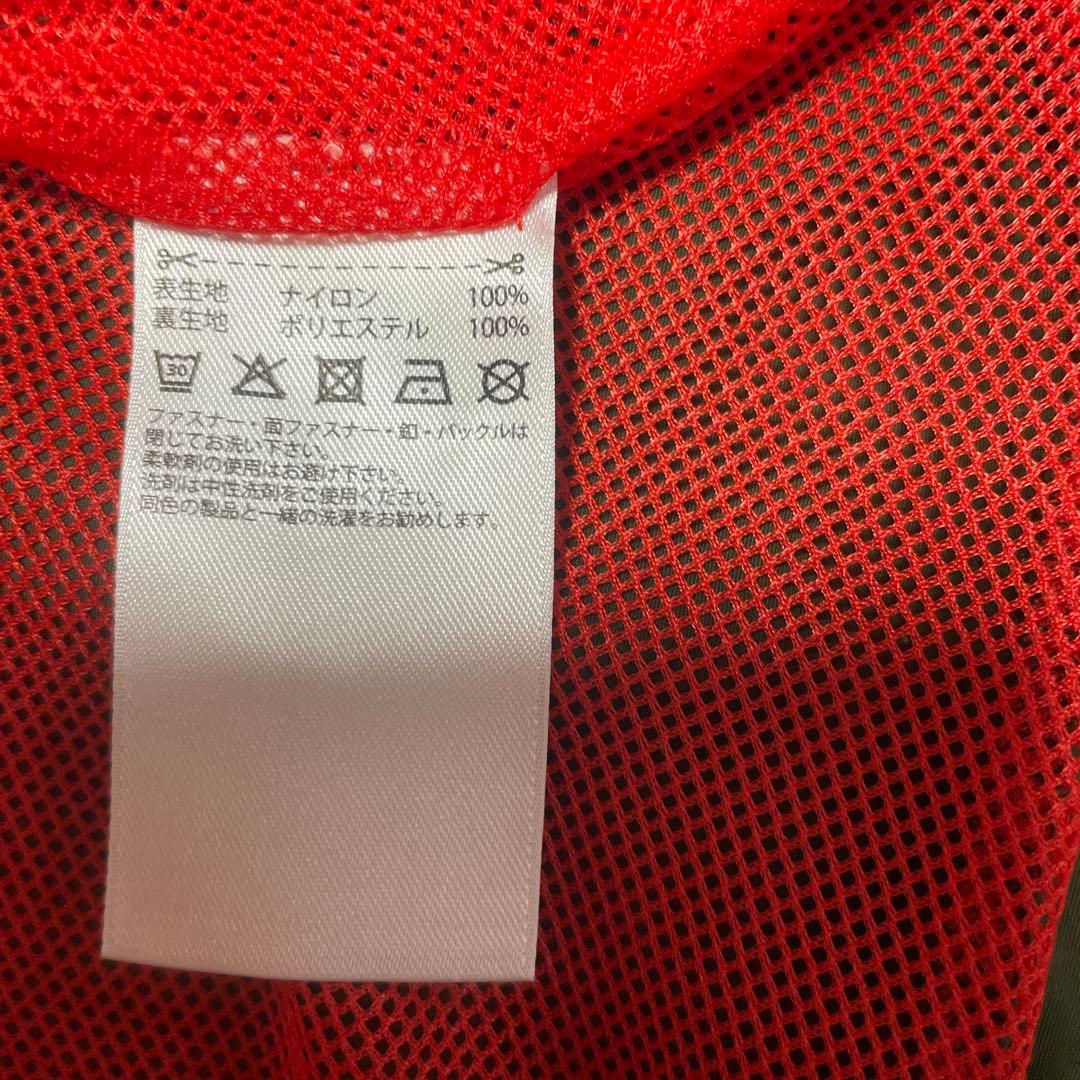 表生地 ナイロン 100%
裏生地 ポリエステル 100%
30
ファスナー・面ファスナー・釦・バックルは
閉じてお洗い下さい。
柔軟剤の使用はお避け下さい。
洗剤は中性洗剤をご使用ください。
同色の製品と一緒の洗濯をお勧めします。